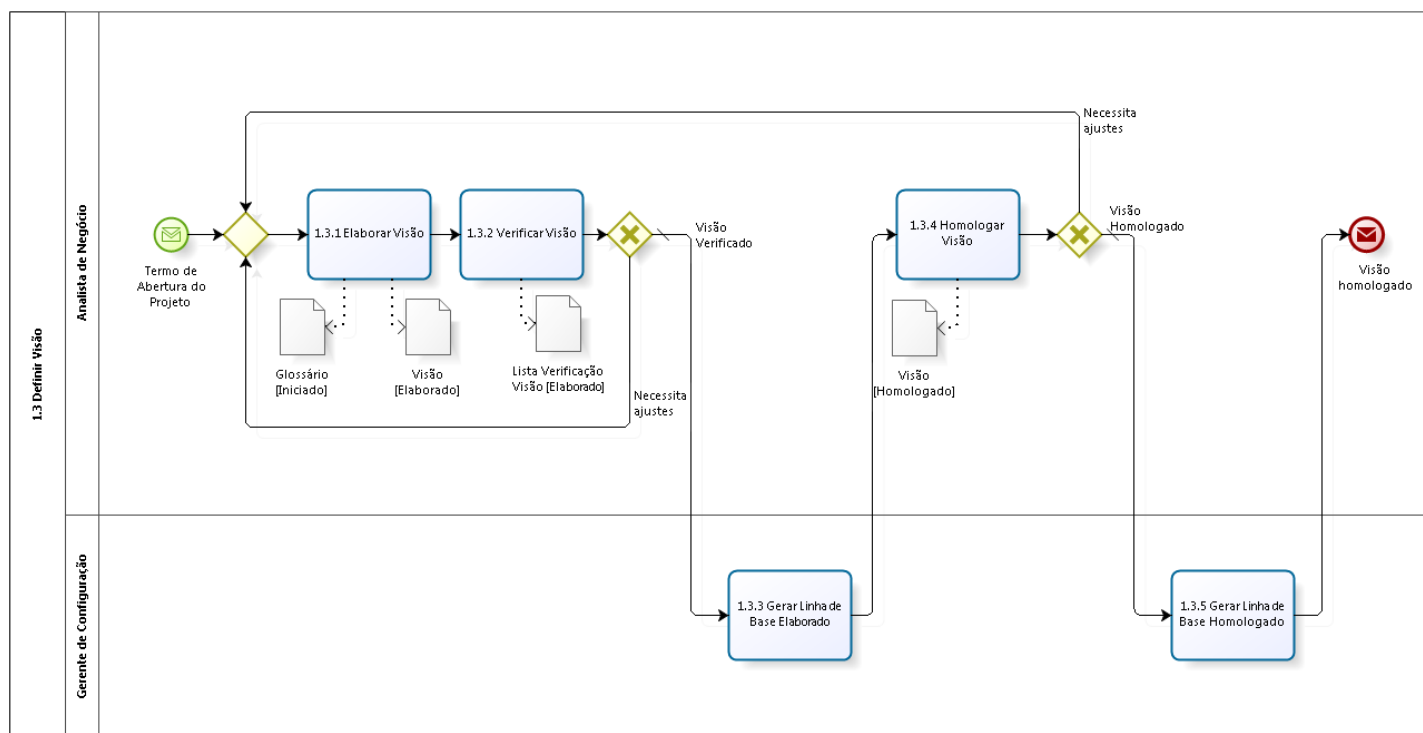 1.3 Definir Visão
Analista de Negócio
Necessita
ajustes
1.3.1 Elaborar Visão
1.3.2 Verificar Visão
Visão
Verificado
1.3.4 Homologar
Visão
Visão
Homologado
Termo de
Abertura do
Projeto
Visão
homologado
Glossário
[Iniciado]
Visão
[Elaborado]
Lista Verificação
Visão [Elaborado]
Necessita
ajustes
Visão
[Homologado]
Gerente de Configuração
1.3.3 Gerar Linha de
Base Elaborado
1.3.5 Gerar Linha de
Base Homologado